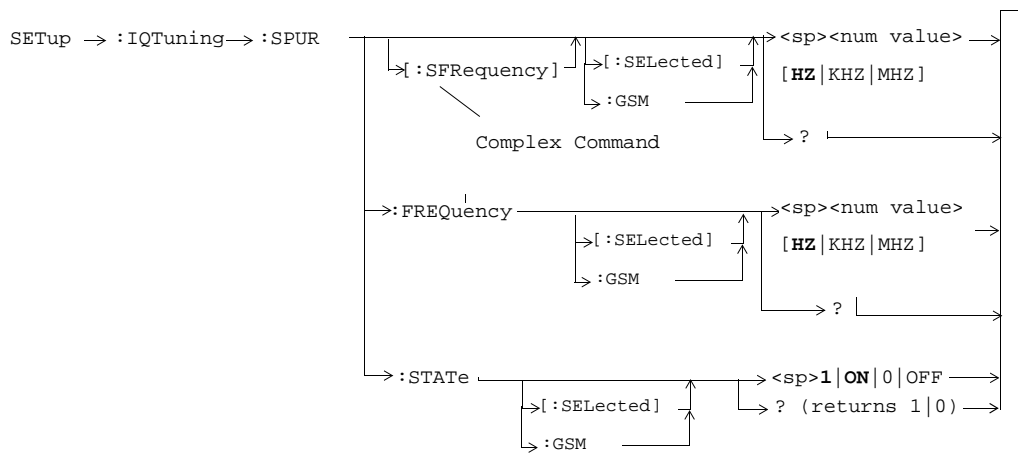 SETup :IQTuning :SPUR <sp><num value>
[:SFRequency] [:SELected] [HZ|KHZ|MHZ]
:GSM
Complex Command ?
:FREQuency <sp><num value>
[:SELected] [HZ|KHZ|MHZ]
:GSM
?
:STATe <sp>1|ON|0|OFF
[:SELected] ? (returns 1|0)
:GSM